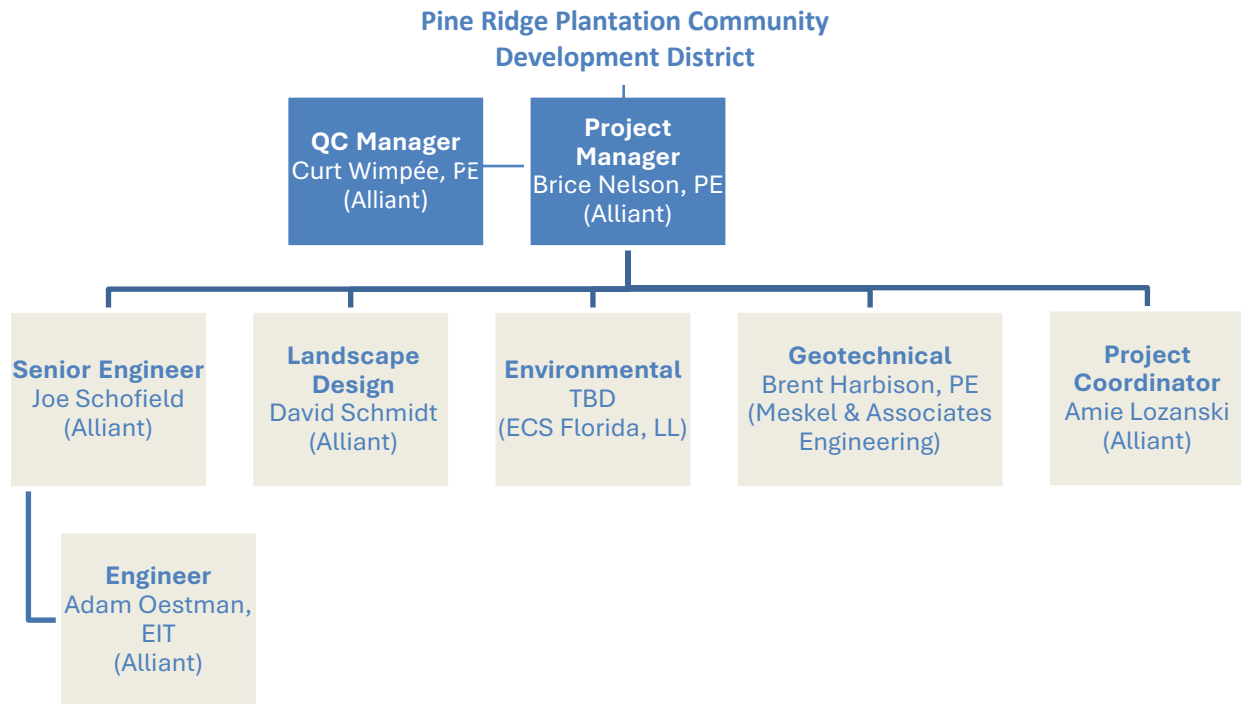 Pine Ridge Plantation Community
Development District
QC Manager
Curt Wimpée, PE
(Alliant)
Project
Manager
Brice Nelson, PE
(Alliant)
Senior Engineer
Joe Schofield
(Alliant)
Landscape
Design
David Schmidt
(Alliant)
Environmental
TBD
(ECS Florida, LL)
Geotechnical
Brent Harbison, PE
(Meskel & Associates
Engineering)
Project
Coordinator
Amie Lozanski
(Alliant)
Engineer
Adam Oestman,
EIT
(Alliant)